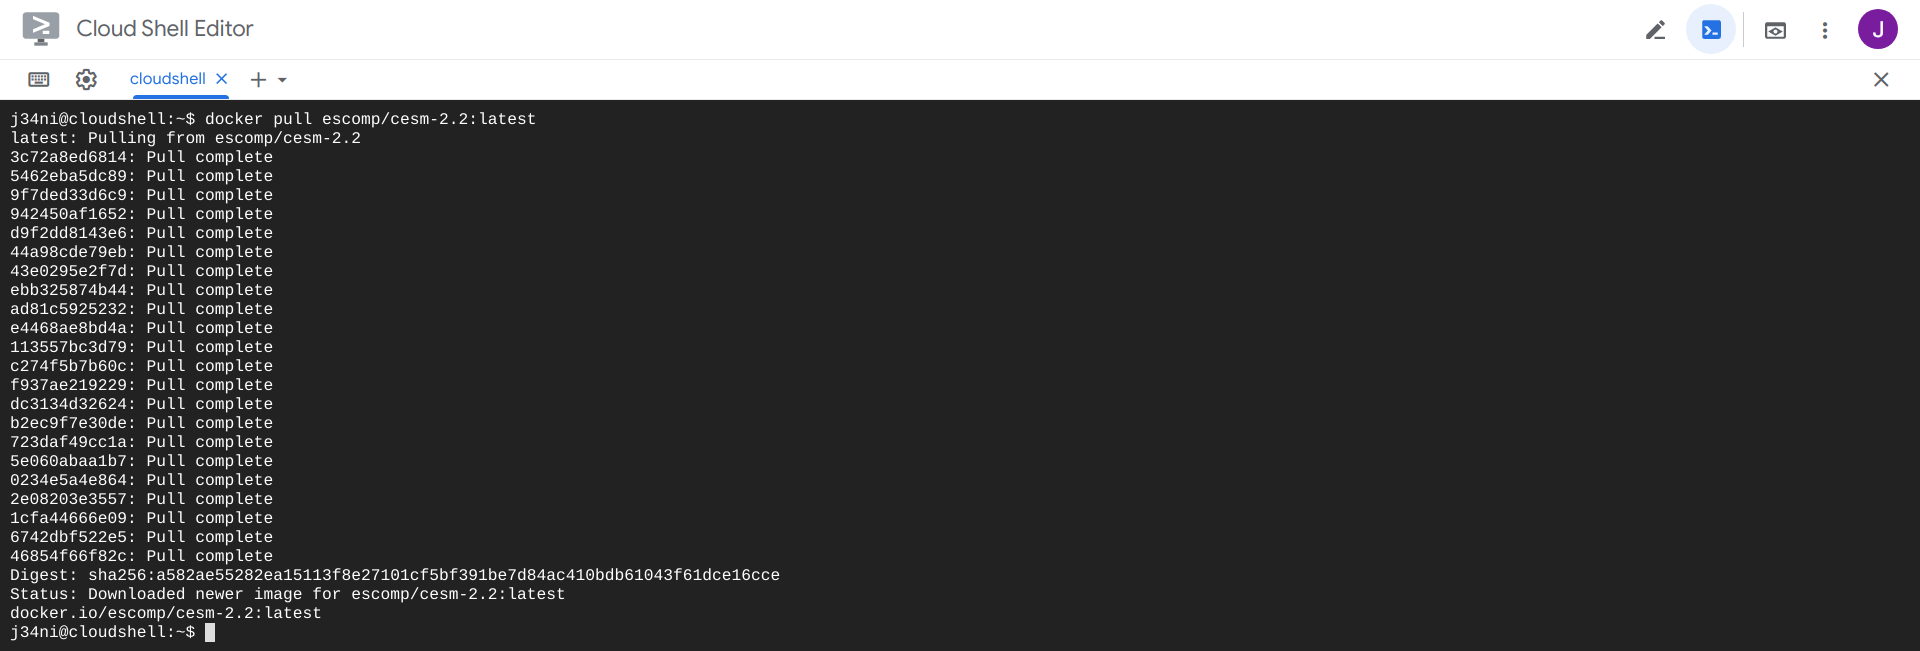 Cloud Shell Editor
J
cloudshell
j34ni@cloudshell:~$ docker pull escomp/cesm-2.2:latest
latest: Pulling from escomp/cesm-2.2
3c72a8ed6814: Pull complete
5462eba5dc89: Pull complete
9f7ded33d6c9: Pull complete
942450af1652: Pull complete
d9f2dd8143e6: Pull complete
44a98cde79eb: Pull complete
43e0295e2f7d: Pull complete
ebb325874b44: Pull complete
ad81c5925232: Pull complete
e4468ae8bd4a: Pull complete
113557bc3d79: Pull complete
c274f5b7b60c: Pull complete
f937ae219229: Pull complete
dc3134d32624: Pull complete
b2ec9f7e30de: Pull complete
723daf49cc1a: Pull complete
5e060abaa1b7: Pull complete
0234e5a4e864: Pull complete
2e08203e3557: Pull complete
1cfa44666e09: Pull complete
6742dbf522e5: Pull complete
46854f66f82c: Pull complete
Digest: sha256:a582ae55282ea15113f8e27101cf5bf391be7d84ac410bdb61043f61dce16cce
Status: Downloaded newer image for escomp/cesm-2.2:latest
docker.io/escomp/cesm-2.2:latest
j34ni@cloudshell:~$